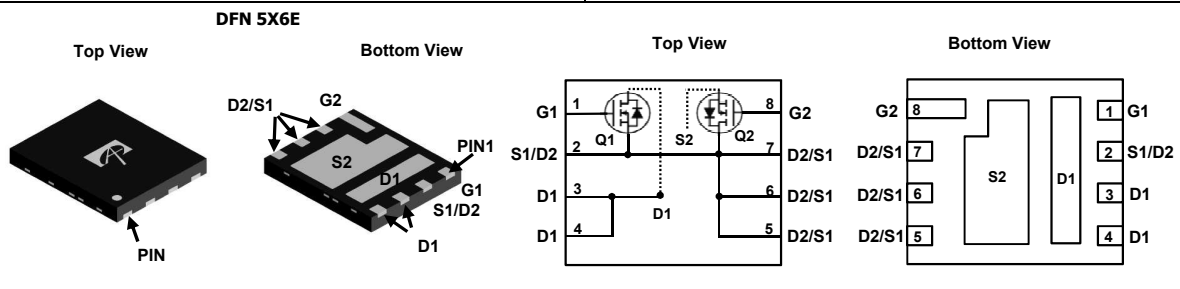 DFN 5X6E
Top View
Bottom View
Top View
Bottom View
D2/S1
G2
S2
D1
PIN1
G1
S1/D2
D1
PIN
G1 1
8 G2
Q1
S2
Q2
S1/D2 2
7 D2/S1
D1 3
6 D2/S1
D1
D1 4
5 D2/S1
G2 8
1 G1
D2/S1 7
2 S1/D2
S2
D1
D2/S1 6
3 D1
D2/S1 5
4 D1